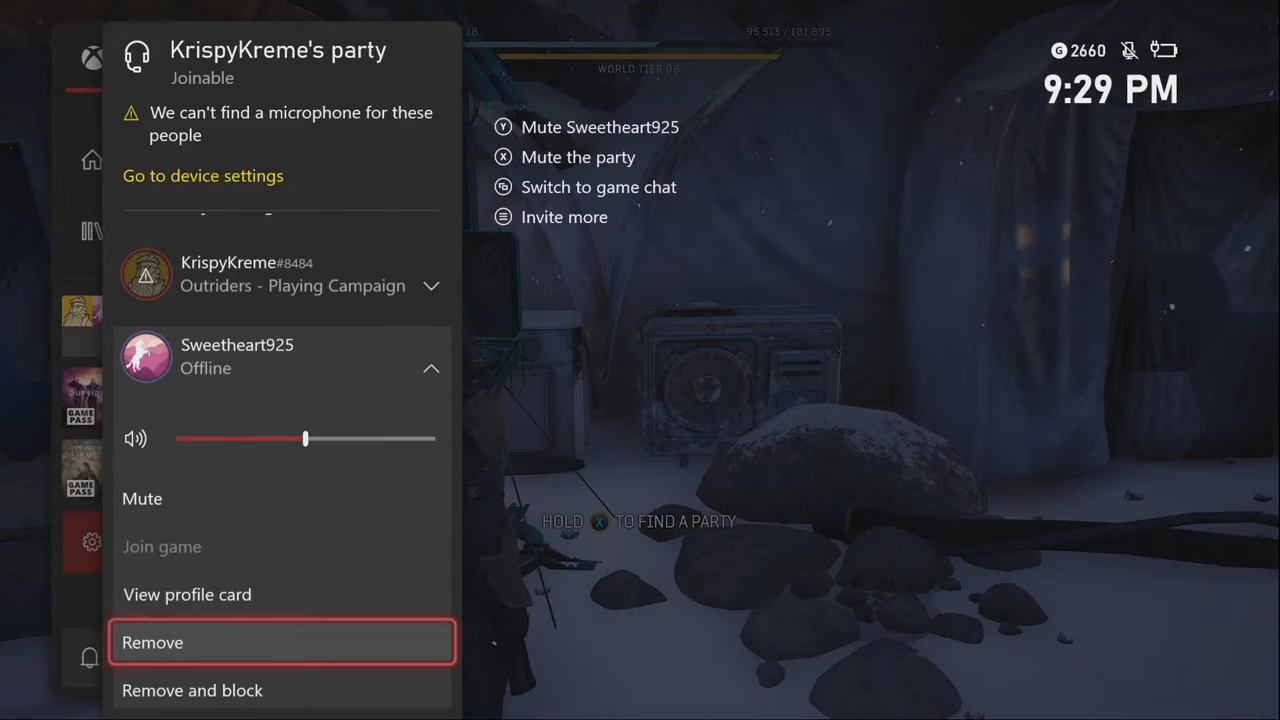 KrispyKreme's party
Joinable
We can't find a microphone for these
people
Go to device settings
KrispyKreme#8484
Outriders - Playing Campaign
Sweetheart925
Offline
Mute
Join game
View profile card
Remove
Remove and block
GAME
PASS
GAME
PASS
18
95,513 / 101,895
WORLD TIER 06
Y Mute Sweetheart925
X Mute the party
Switch to game chat
Invite more
HOLD X TO FIND A PARTY
G 2660
9:29 PM